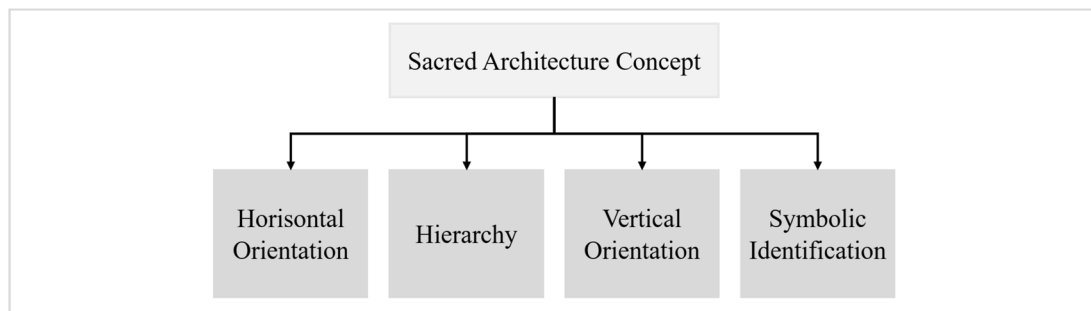 Sacred Architecture Concept
Horisontal
Orientation
Hierarchy
Vertical
Orientation
Symbolic
Identification